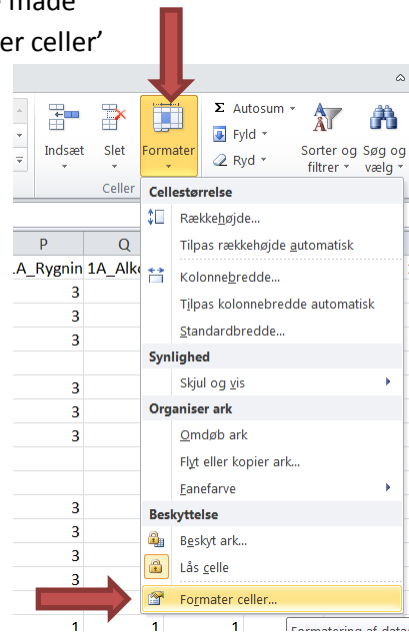 made
er celler’
Σ Autosum
Fyld
Ryd
Indsæt Slet Formater
Sorter og filtrer
Søg og vælg
Celler
Cellestørrelse
Rækkehøjde...
Tilpas rækkehøjde automatisk
Kolonnebredde...
Tilpas kolonnebredde automatisk
Standardbredde...
Synlighed
Skjul og vis
Organiser ark
Omdøb ark
Flyt eller kopier ark...
Fanefarve
Beskyttelse
Beskyt ark...
Lås celle
Formater celler...
P Q
1A_Rygnin 1A_Alk
3
3
3
3
3
3
3
3
3
3
1 1 1
Formatering af data